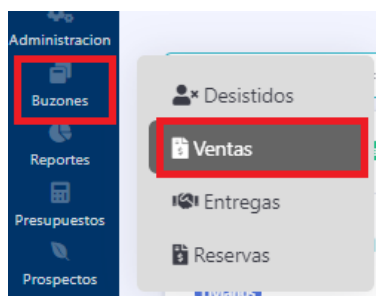 Administracion
Buzones
Reportes
Presupuestos
Prospectos
Desistidos
Ventas
Entregas
Reservas